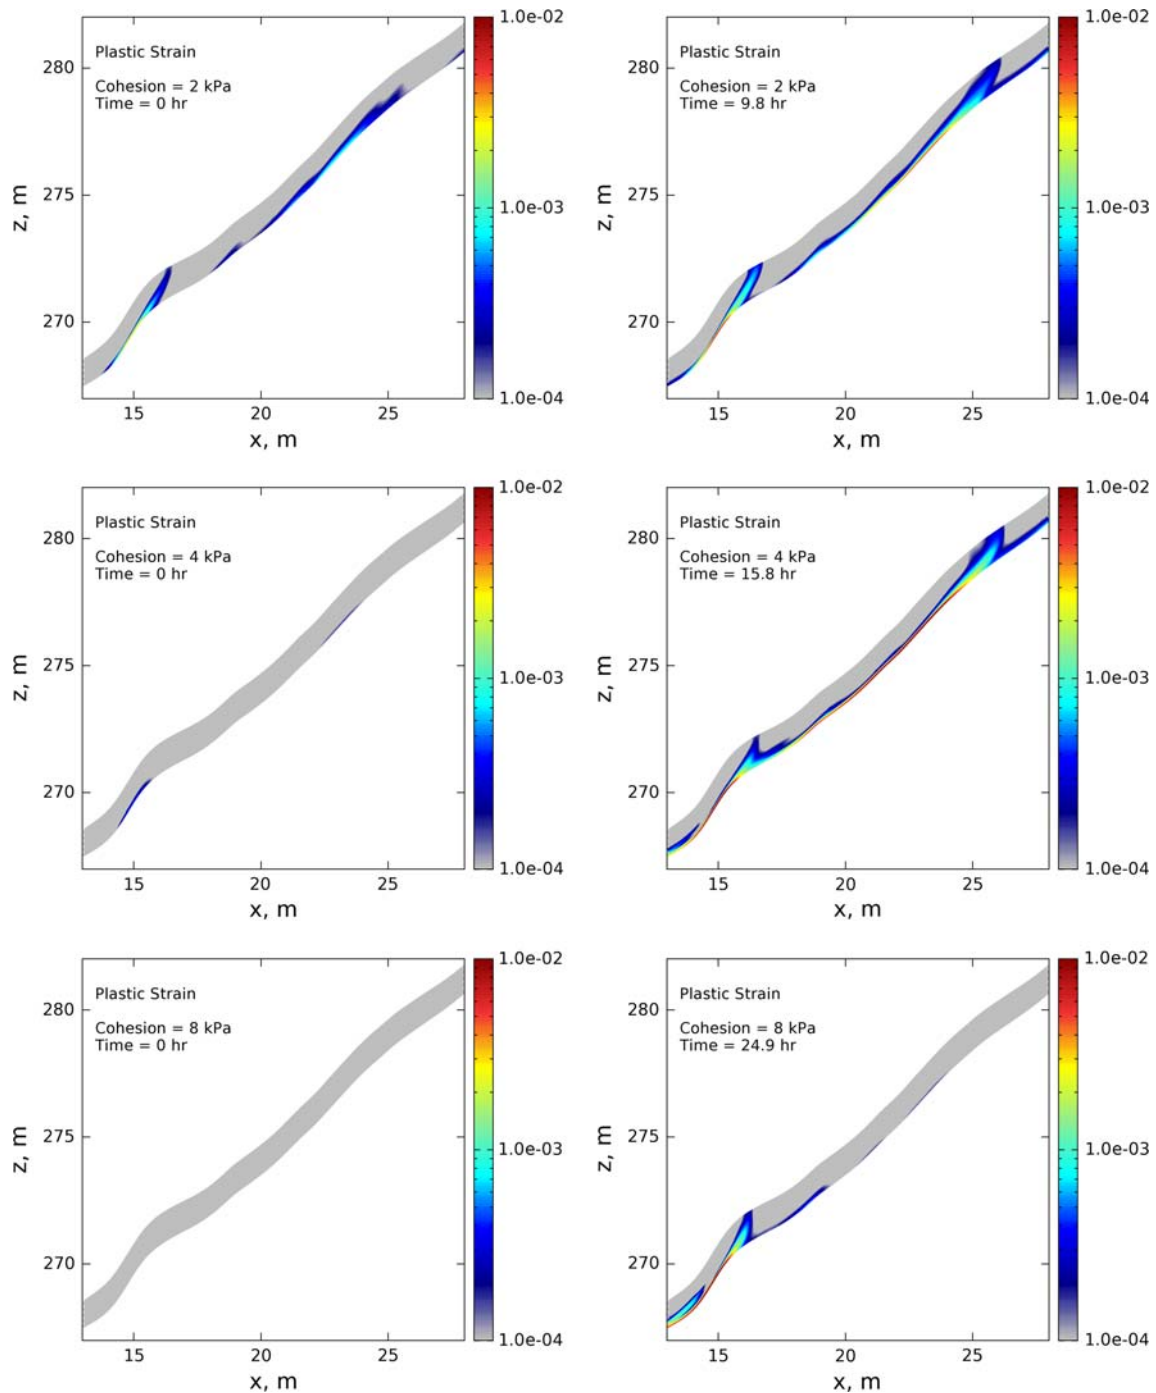 1.0e-02
280
Plastic Strain
Cohesion = 2 kPa
Time = 0 hr
275
z, m
1.0e-03
270
1.0e-04
15 20 25
x, m
1.0e-02
280
Plastic Strain
Cohesion = 2 kPa
Time = 9.8 hr
275
z, m
1.0e-03
270
1.0e-04
15 20 25
x, m
1.0e-02
280
Plastic Strain
Cohesion = 4 kPa
Time = 0 hr
275
z, m
1.0e-03
270
1.0e-04
15 20 25
x, m
1.0e-02
280
Plastic Strain
Cohesion = 4 kPa
Time = 15.8 hr
275
z, m
1.0e-03
270
1.0e-04
15 20 25
x, m
1.0e-02
280
Plastic Strain
Cohesion = 8 kPa
Time = 0 hr
275
z, m
1.0e-03
270
1.0e-04
15 20 25
x, m
1.0e-02
280
Plastic Strain
Cohesion = 8 kPa
Time = 24.9 hr
275
z, m
1.0e-03
270
1.0e-04
15 20 25
x, m